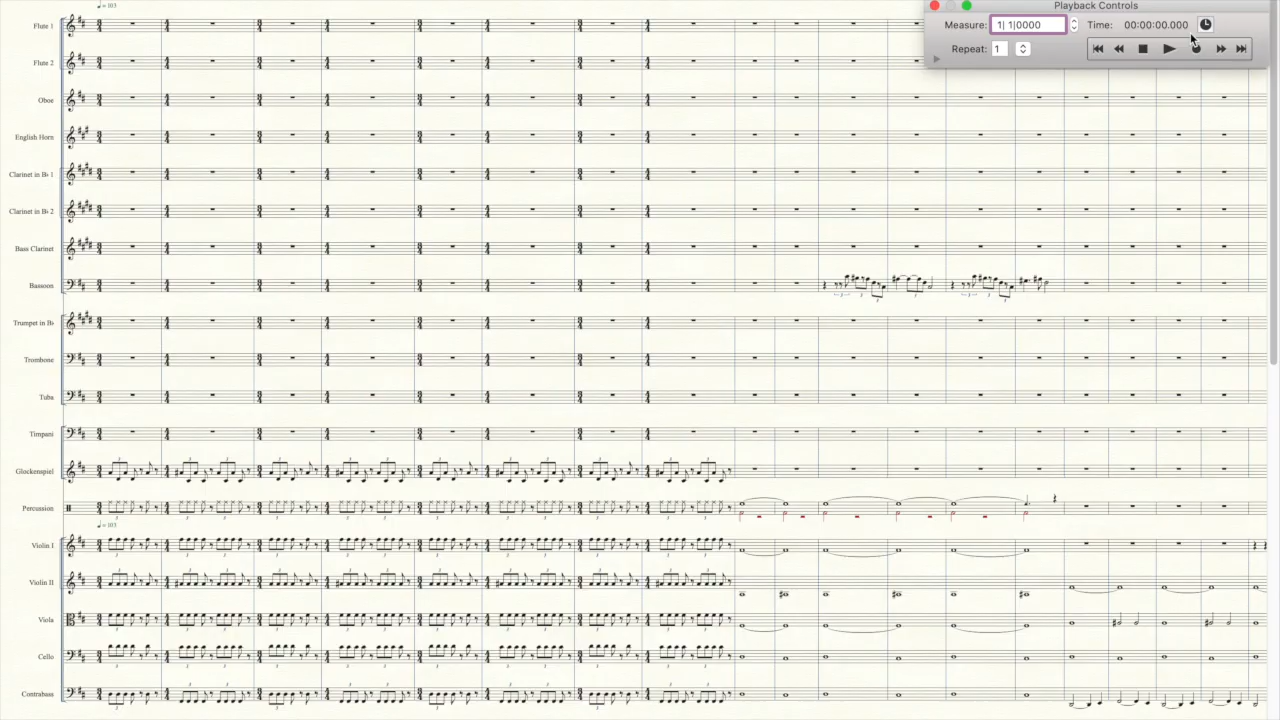 Playback Controls
Measure: 1| 1|0000 Time: 00:00:00.000
Repeat: 1
♩ = 103
Flute 1
Flute 2
Oboe
English Horn
Clarinet in B♭ 1
Clarinet in B♭ 2
Bass Clarinet
Bassoon
Trumpet in B♭
Trombone
Tuba
Timpani
Glockenspiel
Percussion
♩ = 103
Violin I
Violin II
Viola
Cello
Contrabass